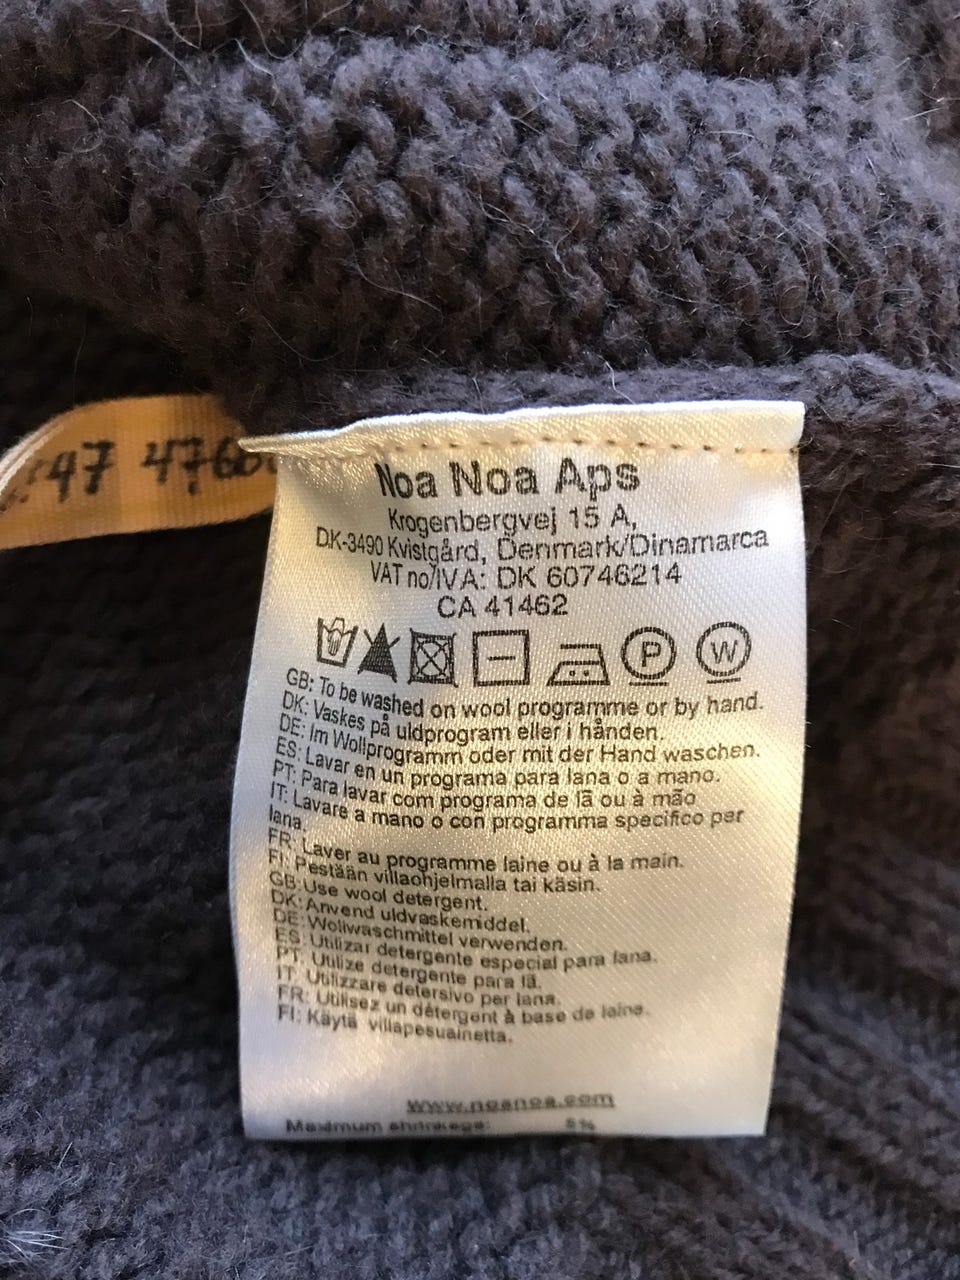 47 4760
Noa Noa Aps
Krogenbergvej 15 A,
DK-3490 Kvistgård, Denmark/Dinamarca
VAT no/IVA: DK 60746214
CA 41462
P W
GB: To be washed on wool programme or by hand.
DK: Vaskes på uldprogram eller i hånden.
DE: Im Wollprogramm oder mit der Hand waschen.
ES: Lavar en un programa para lana o a mano.
PT: Para lavar com programa de lã ou à mão
IT: Lavare a mano o con programma specifico per
lana.
FR: Laver au programme laine ou à la main.
FI: Pestään villaohjelmalla tai käsin.
GB: Use wool detergent.
DK: Anvend uldvaskemiddel.
DE: Wollwaschmittel verwenden.
ES: Utilizar detergente especial para lana.
PT. Utilize detergente para lã.
IT. Utilizzare detersivo per lana.
FR: Utilisez un détergent à base de laine.
FI: Käytä villapesuainetta.
www.noanoa.com
Maximum shrinkage: 5%